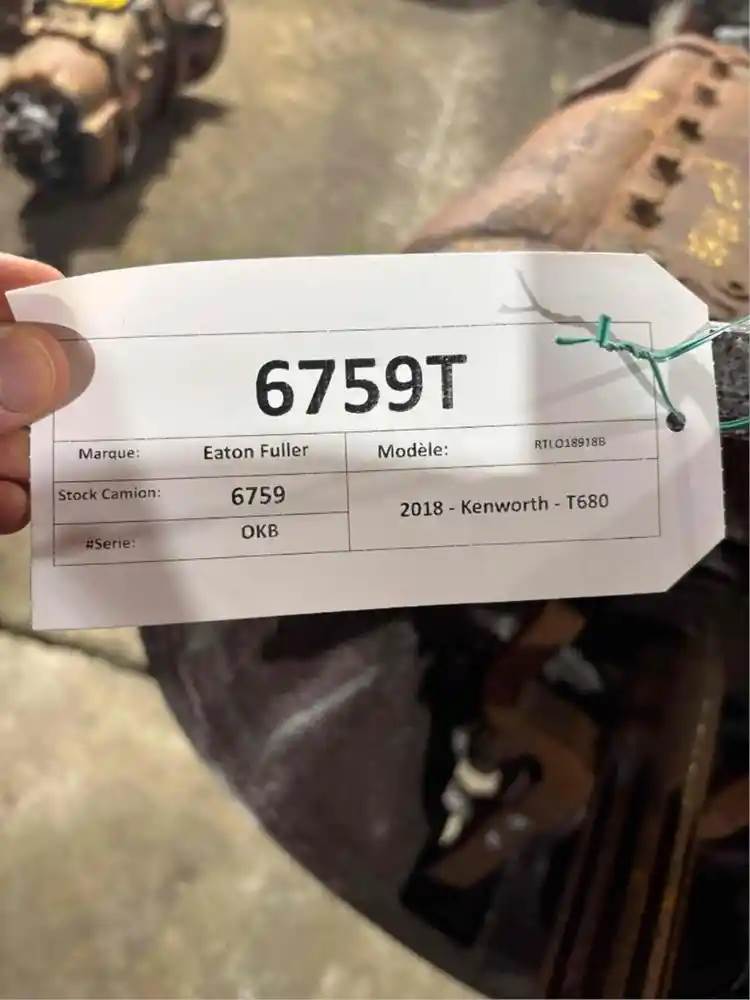 6759T
Marque: Eaton Fuller Modèle: RTLO18918B
Stock Camion: 6759
2018 - Kenworth - T680
#Serie: OKB